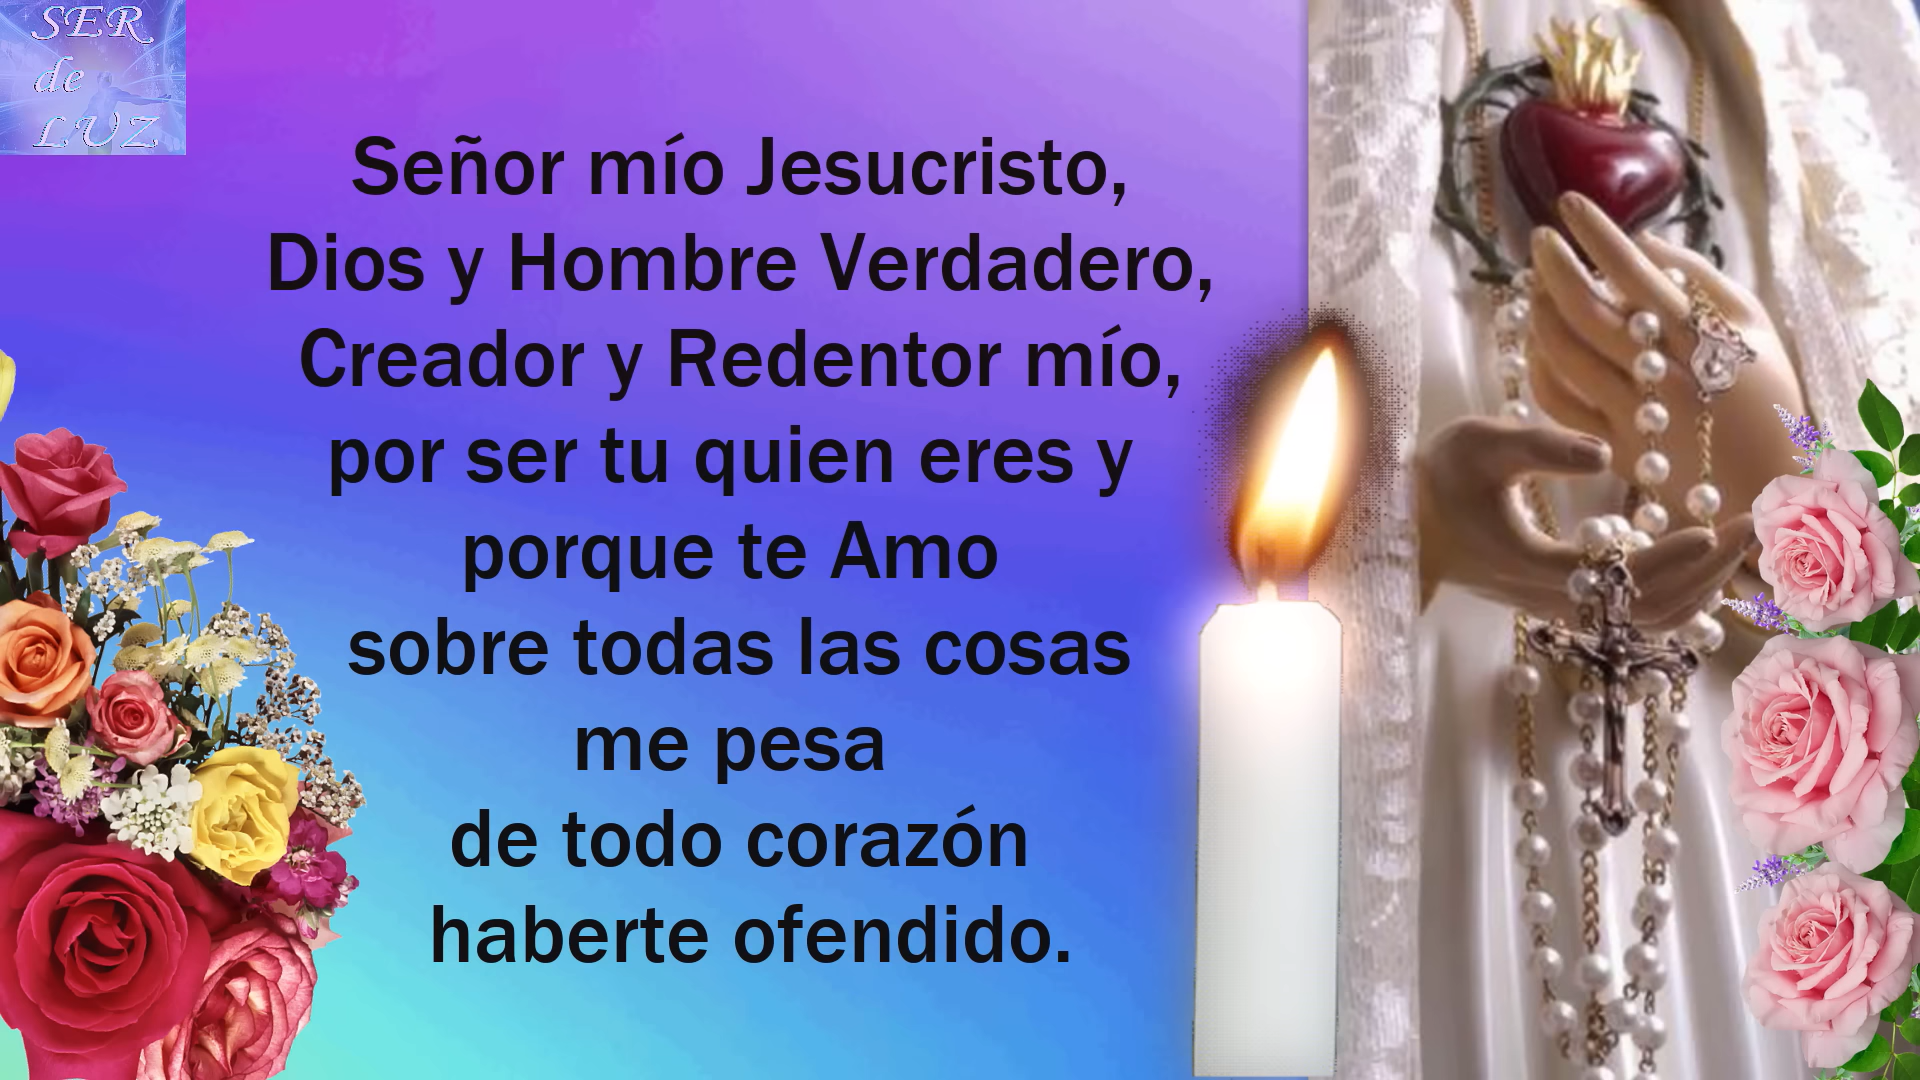 SER
de
LUZ
Señor mío Jesucristo,
Dios y Hombre Verdadero,
Creador y Redentor mío,
por ser tu quien eres y
porque te Amo
sobre todas las cosas
me pesa
de todo corazón
haberte ofendido.